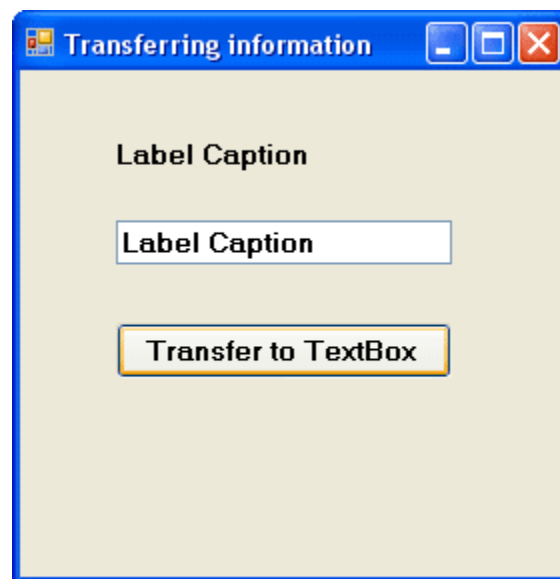 Transferring information
Label Caption
Label Caption
Transfer to TextBox